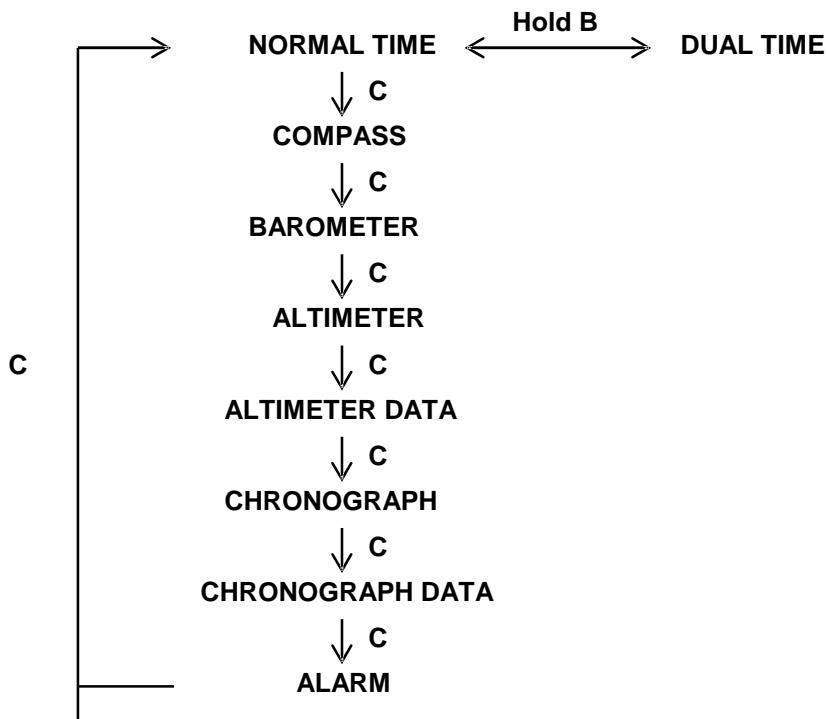 Hold B
NORMAL TIME DUAL TIME
C
COMPASS
C
BAROMETER
C
ALTIMETER
C
C
ALTIMETER DATA
C
CHRONOGRAPH
C
CHRONOGRAPH DATA
C
ALARM